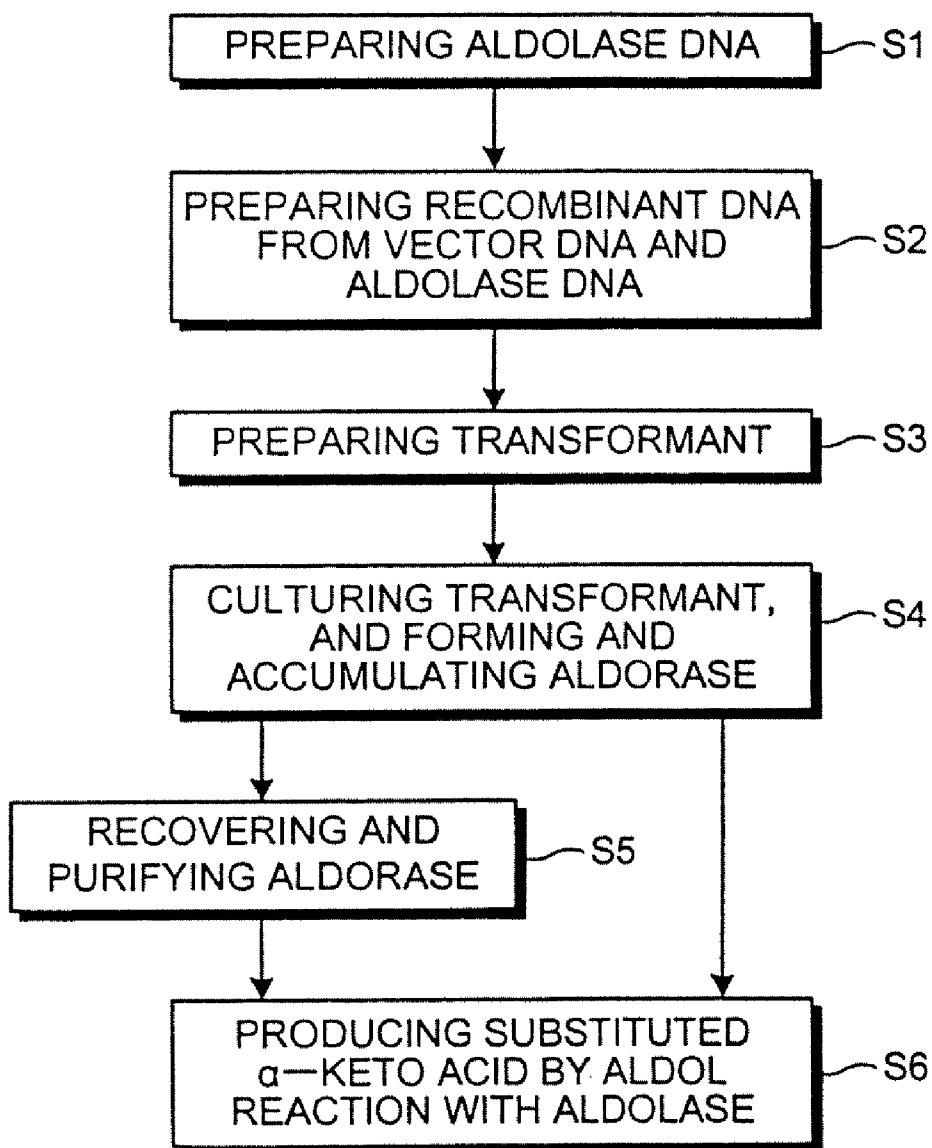 PREPARING ALDOLASE DNA
S1
PREPARING RECOMBINANT DNA
FROM VECTOR DNA AND
ALDOLASE DNA
S2
PREPARING TRANSFORMANT
S3
CULTURING TRANSFORMANT,
AND FORMING AND
ACCUMULATING ALDORASE
S4
RECOVERING AND
PURIFYING ALDORASE
S5
PRODUCING SUBSTITUTED
α—KETO ACID BY ALDOL
REACTION WITH ALDOLASE
S6